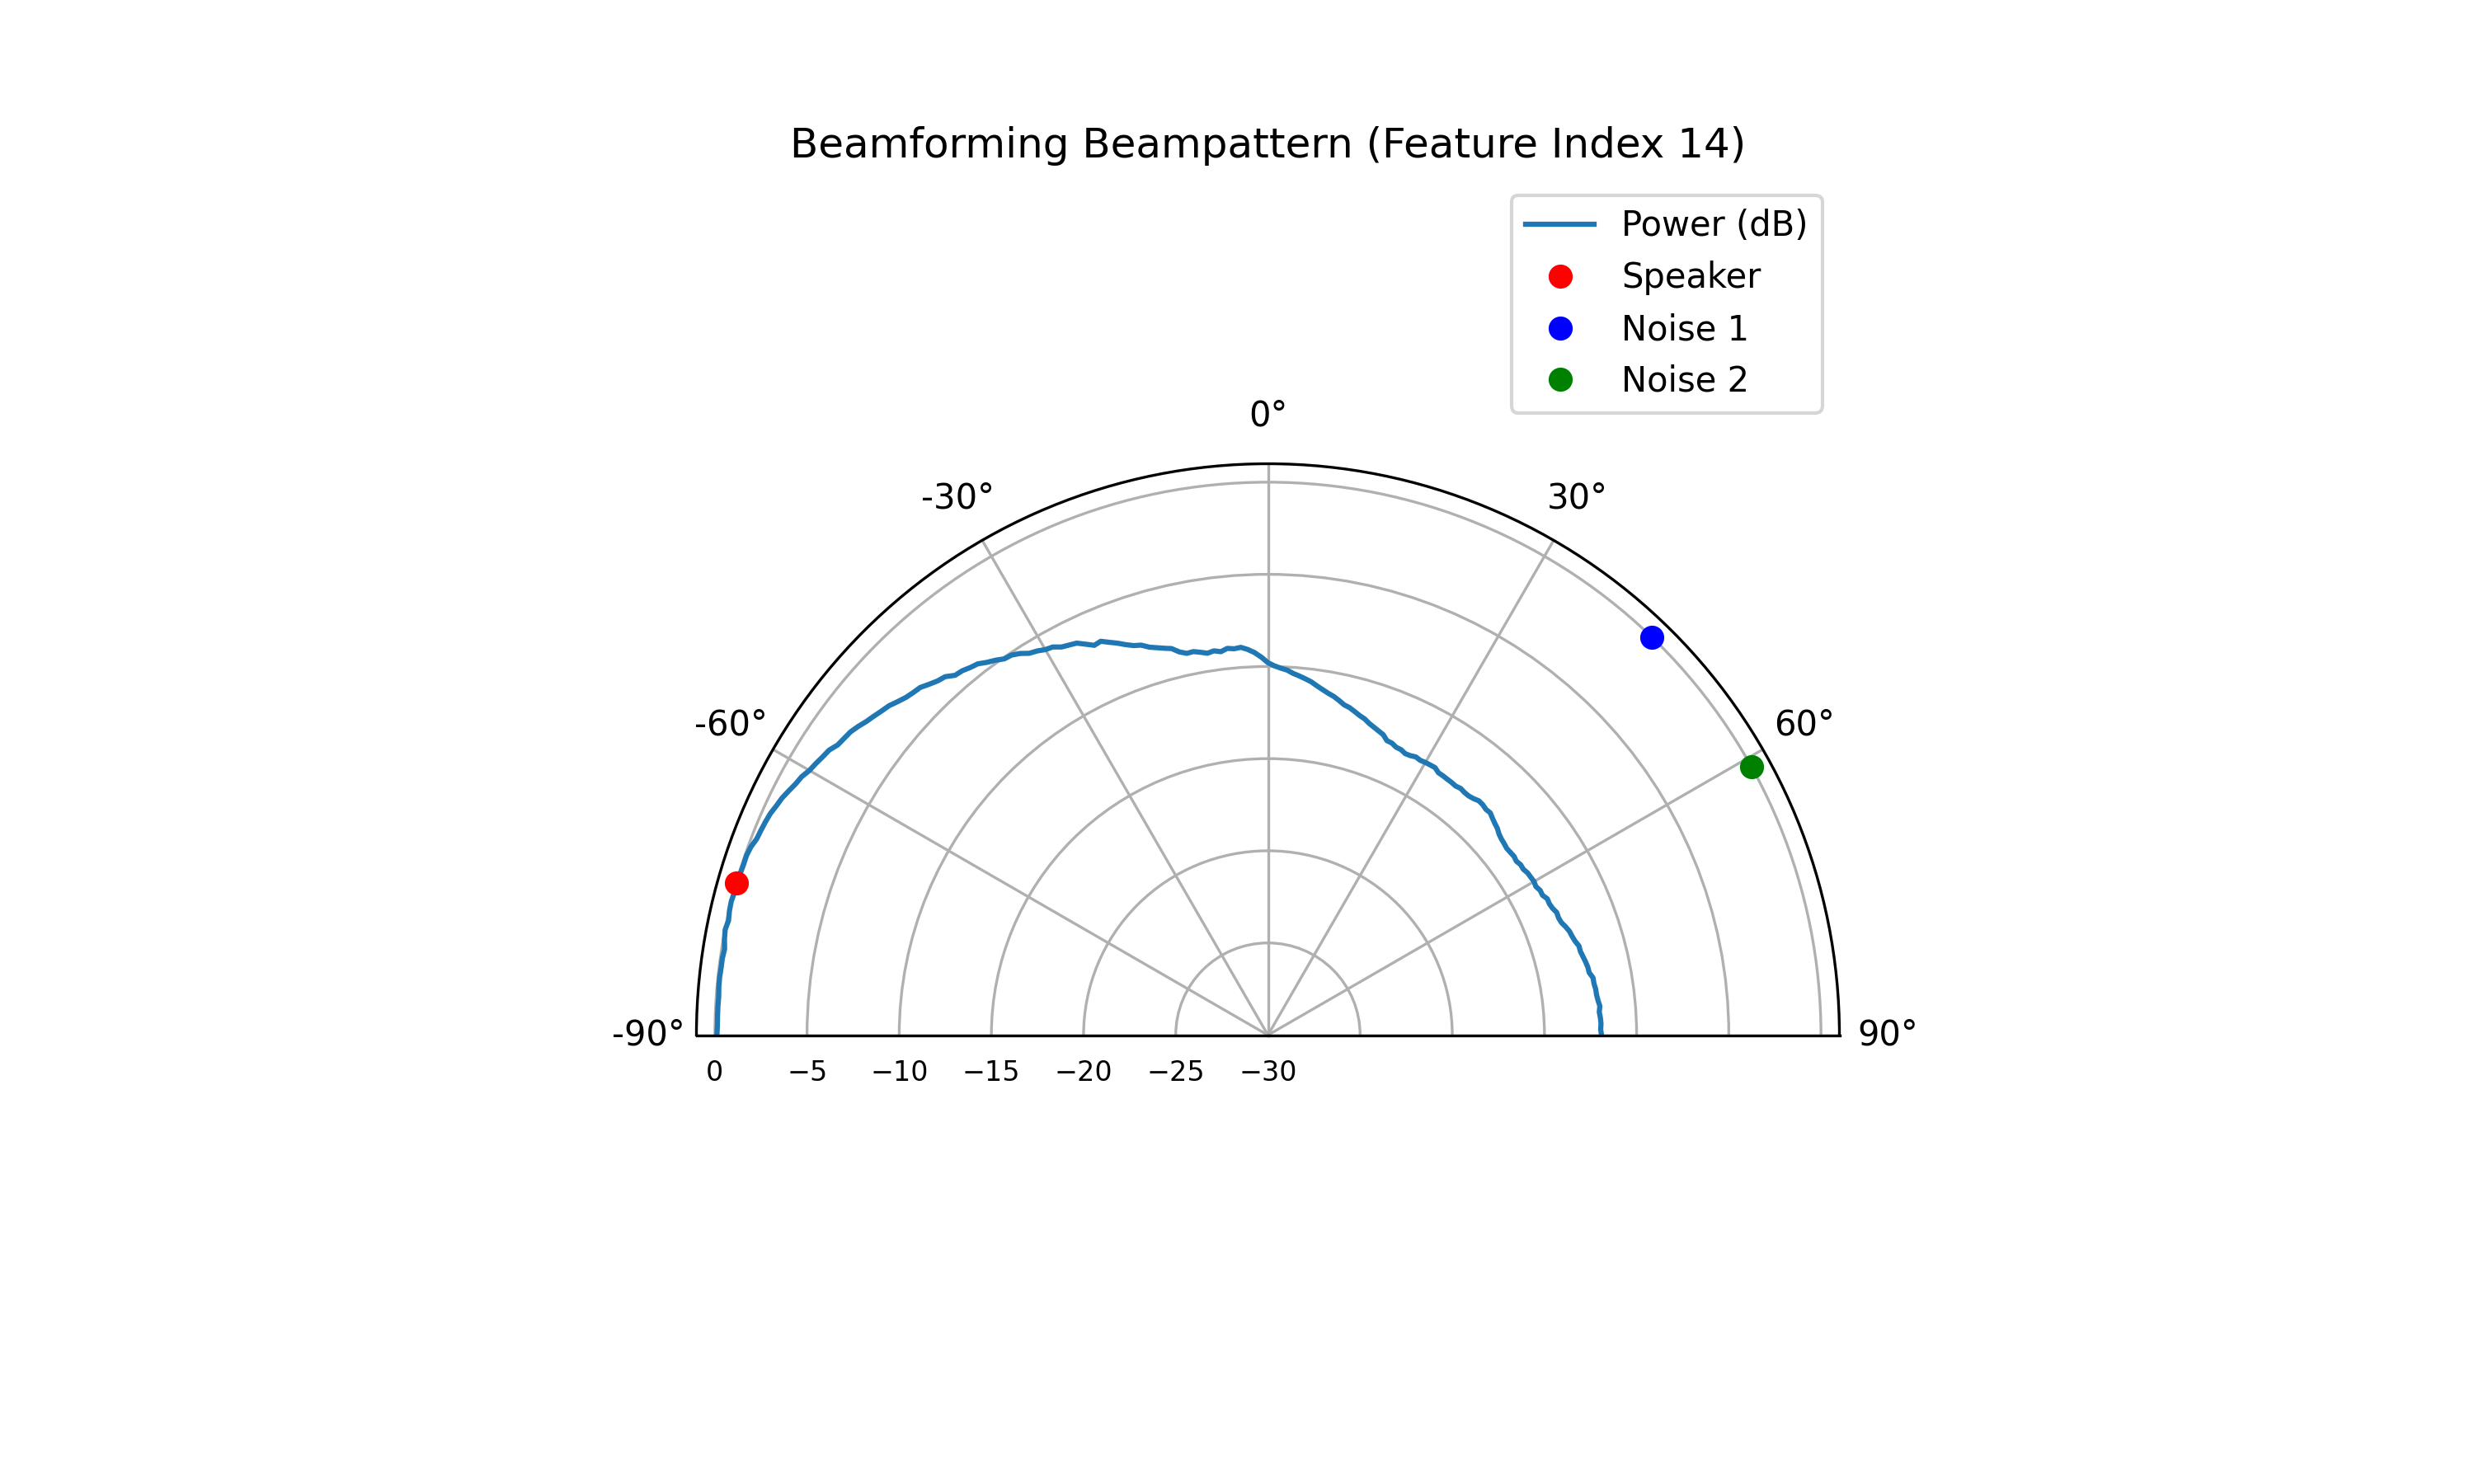 Beamforming Beampattern (Feature Index 14)
Power (dB)
Speaker
Noise 1
Noise 2
0°
-30°
30°
-60°
60°
-90°
90°
0
−5
−10
−15
−20
−25
−30